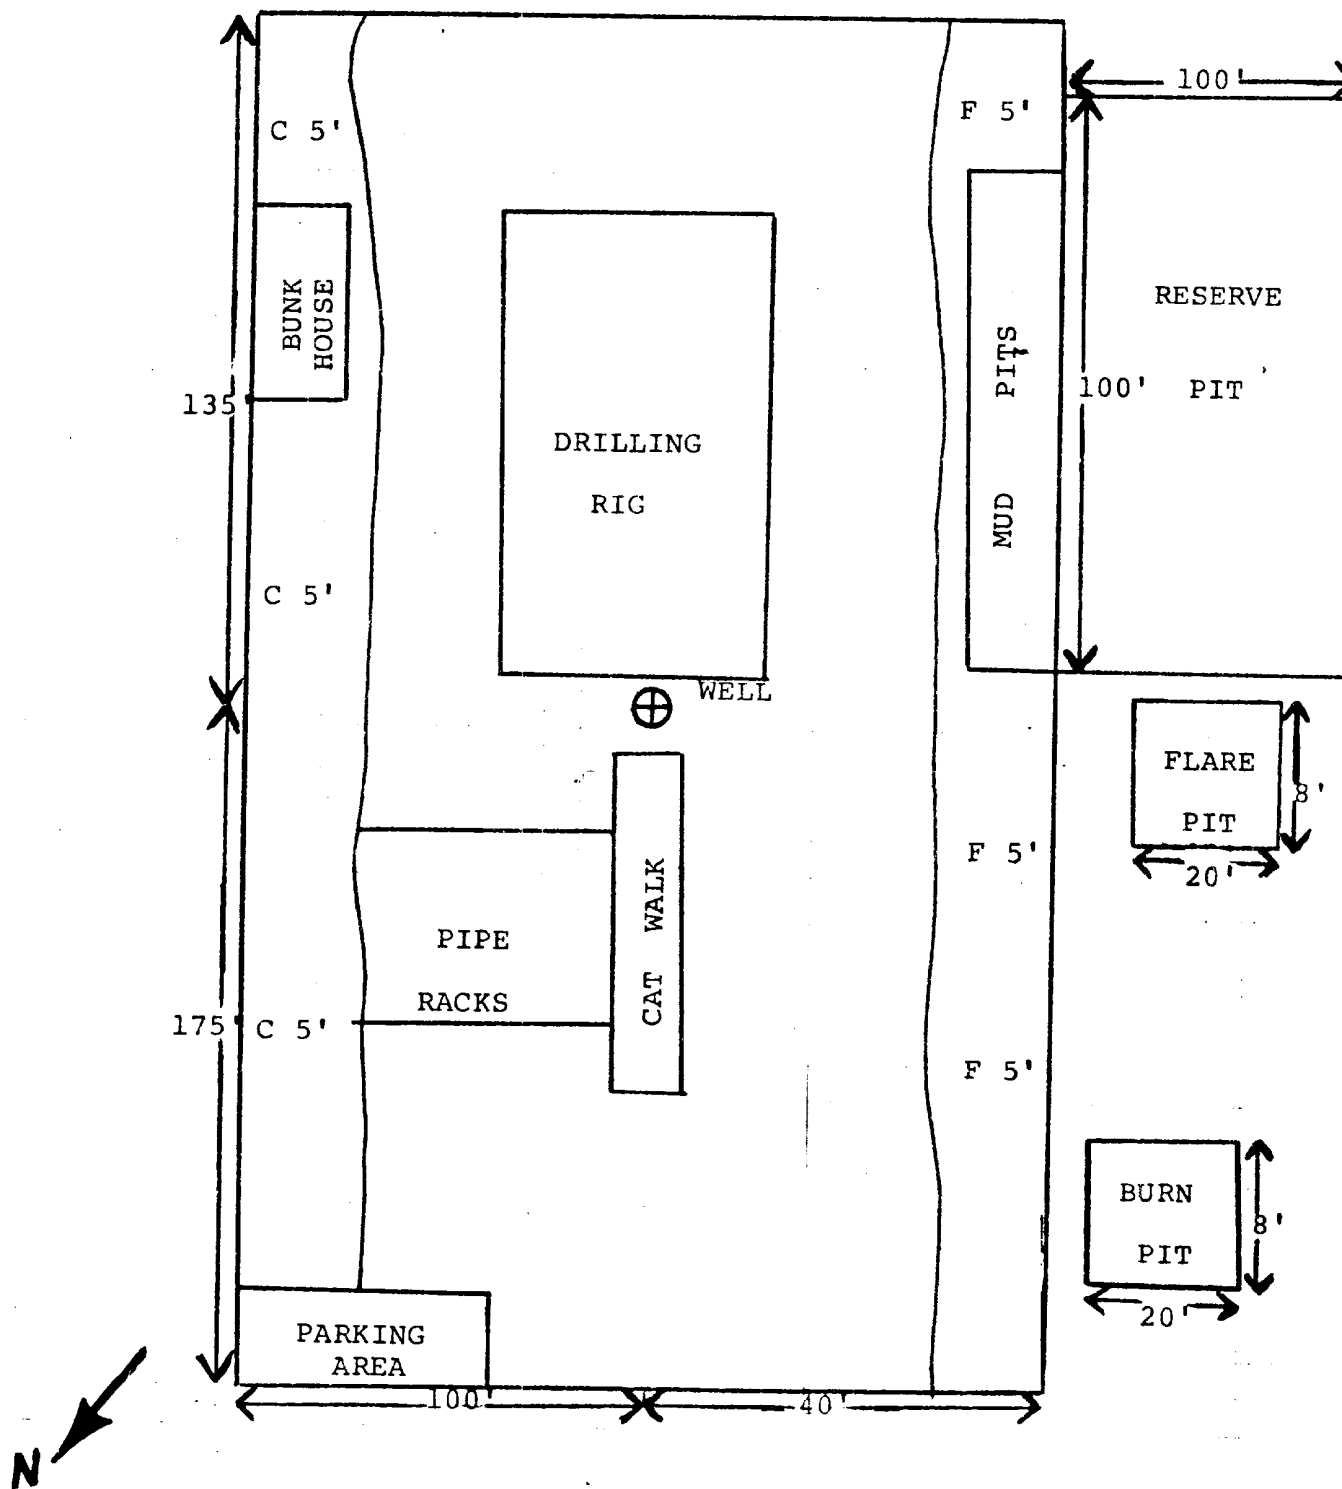 100'
C 5'
F 5'
BUNK
HOUSE
RESERVE
PIT
MUD PITS
100'
135'
DRILLING
RIG
C 5'
WELL
FLARE
PIT
8'
20'
F 5'
CAT WALK
PIPE
RACKS
175'
C 5'
F 5'
BURN
PIT
8'
20'
PARKING
AREA
100'
40'
N